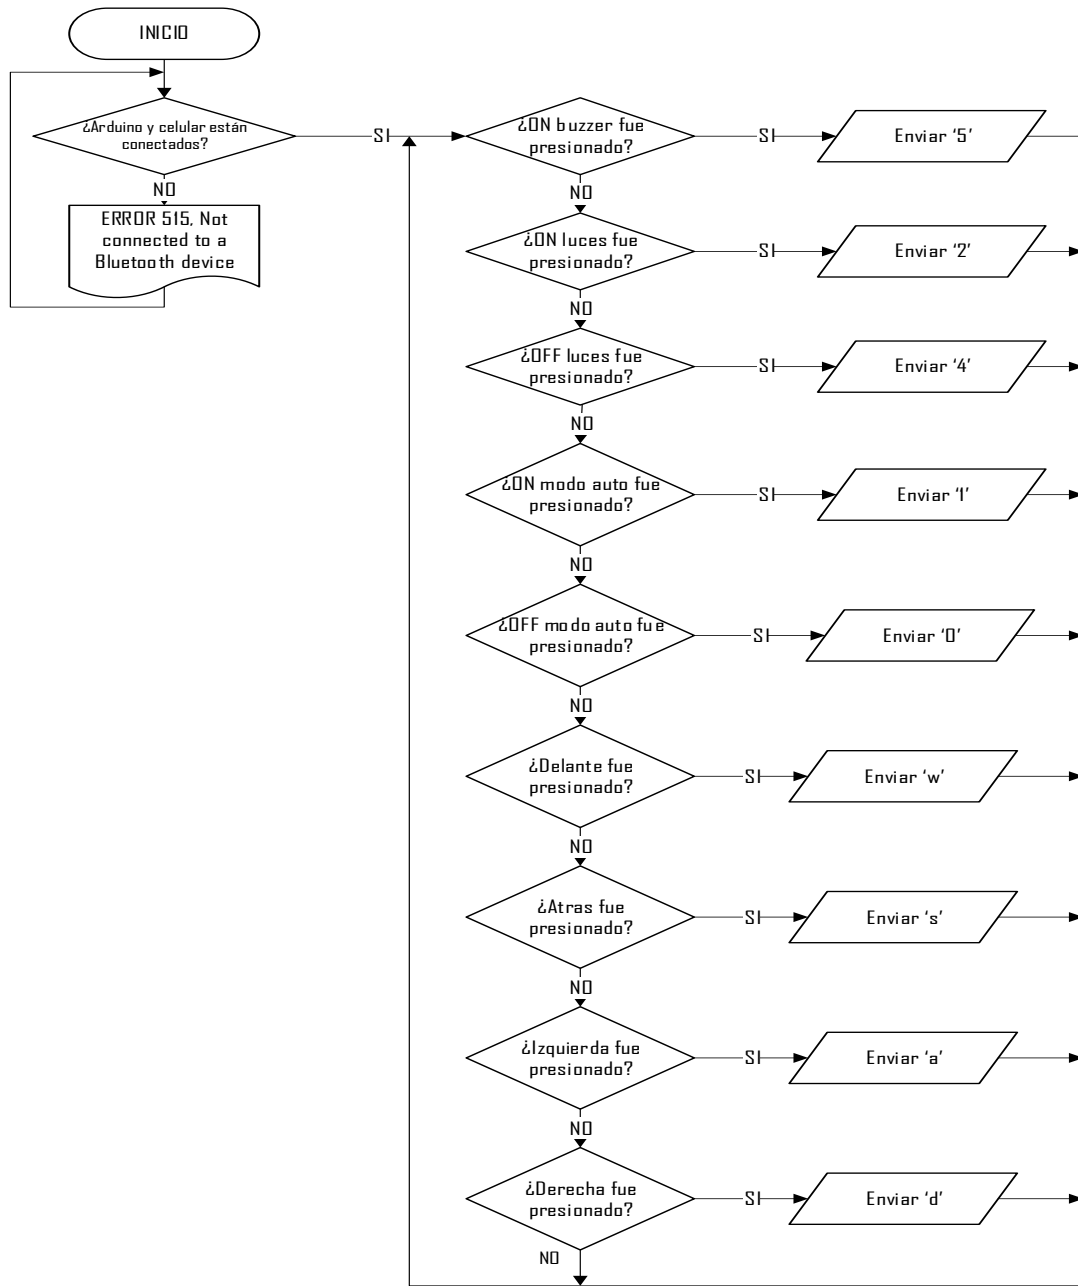 INICIO
¿Arduino y celular están
conectados?
SI
NO
ERROR 515, Not
connected to a
Bluetooth device
¿ON buzzer fue
presionado?
SI
Enviar ‘5’
NO
¿ON luces fue
presionado?
SI
Enviar ‘2’
NO
¿OFF luces fue
presionado?
SI
Enviar ‘4’
NO
¿ON modo auto fue
presionado?
SI
Enviar ‘1’
NO
¿OFF modo auto fue
presionado?
SI
Enviar ‘0’
NO
¿Delante fue
presionado?
SI
Enviar ‘w’
NO
¿Atras fue
presionado?
SI
Enviar ‘s’
NO
¿Izquierda fue
presionado?
SI
Enviar ‘a’
NO
¿Derecha fue
presionado?
SI
Enviar ‘d’
NO